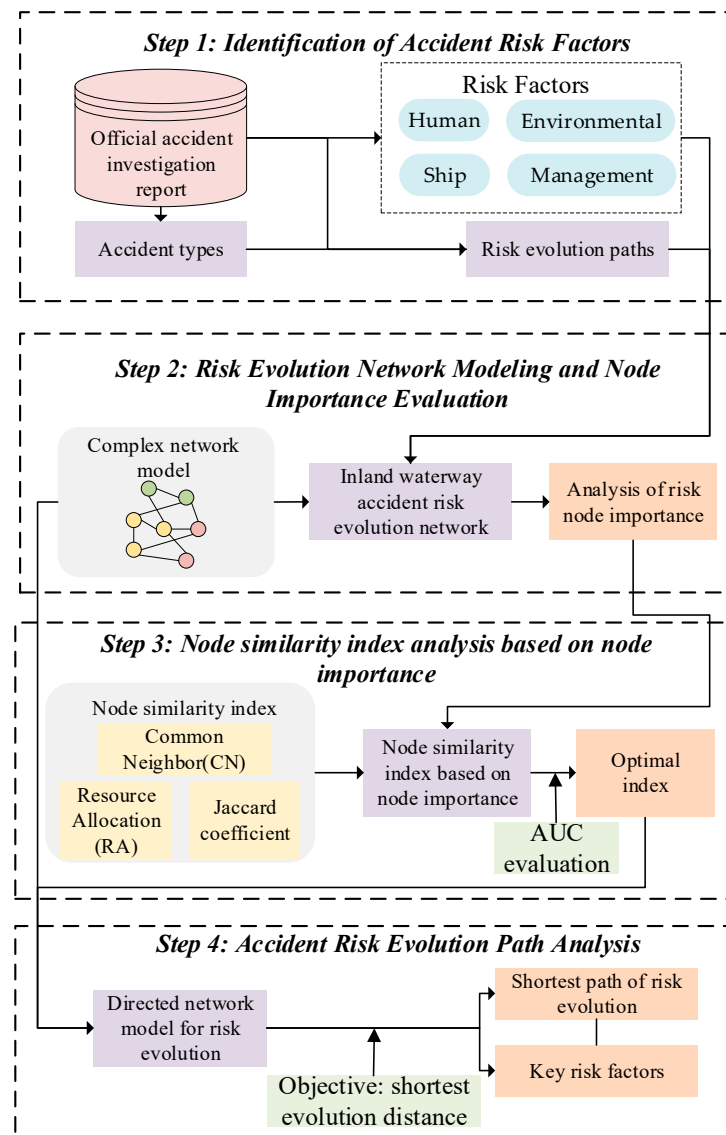 Step 1: Identification of Accident Risk Factors
Official accident
investigation
report
Risk Factors
Human
Environmental
Ship
Management
Accident types
Risk evolution paths
Step 2: Risk Evolution Network Modeling and Node
Importance Evaluation
Complex network
model
Inland waterway
accident risk
evolution network
Analysis of risk
node importance
Step 3: Node similarity index analysis based on node
importance
Node similarity index
Common
Neighbor(CN)
Resource
Allocation
(RA)
Jaccard
coefficient
Node similarity
index based on
node importance
Optimal
index
AUC
evaluation
Step 4: Accident Risk Evolution Path Analysis
Directed network
model for risk
evolution
Objective: shortest
evolution distance
Shortest path of risk
evolution
Key risk factors